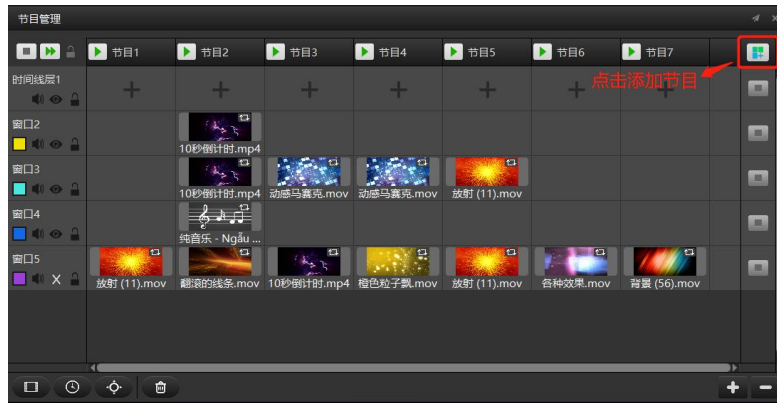 节目管理
节目1 节目2 节目3 节目4 节目5 节目6 节目7
点击添加节目
时间线层1
窗口2
10秒倒计时.mp4
窗口3
10秒倒计时.mp4 动感马赛克.mov 动感马赛克.mov 放射 (11).mov
窗口4
纯音乐 - Ngẫu ...
窗口5
X
放射 (11).mov 翻滚的线条.mov 10秒倒计时.mp4 橙色粒子飘.mov 放射 (11).mov 各种效果.mov 背景 (56).mov